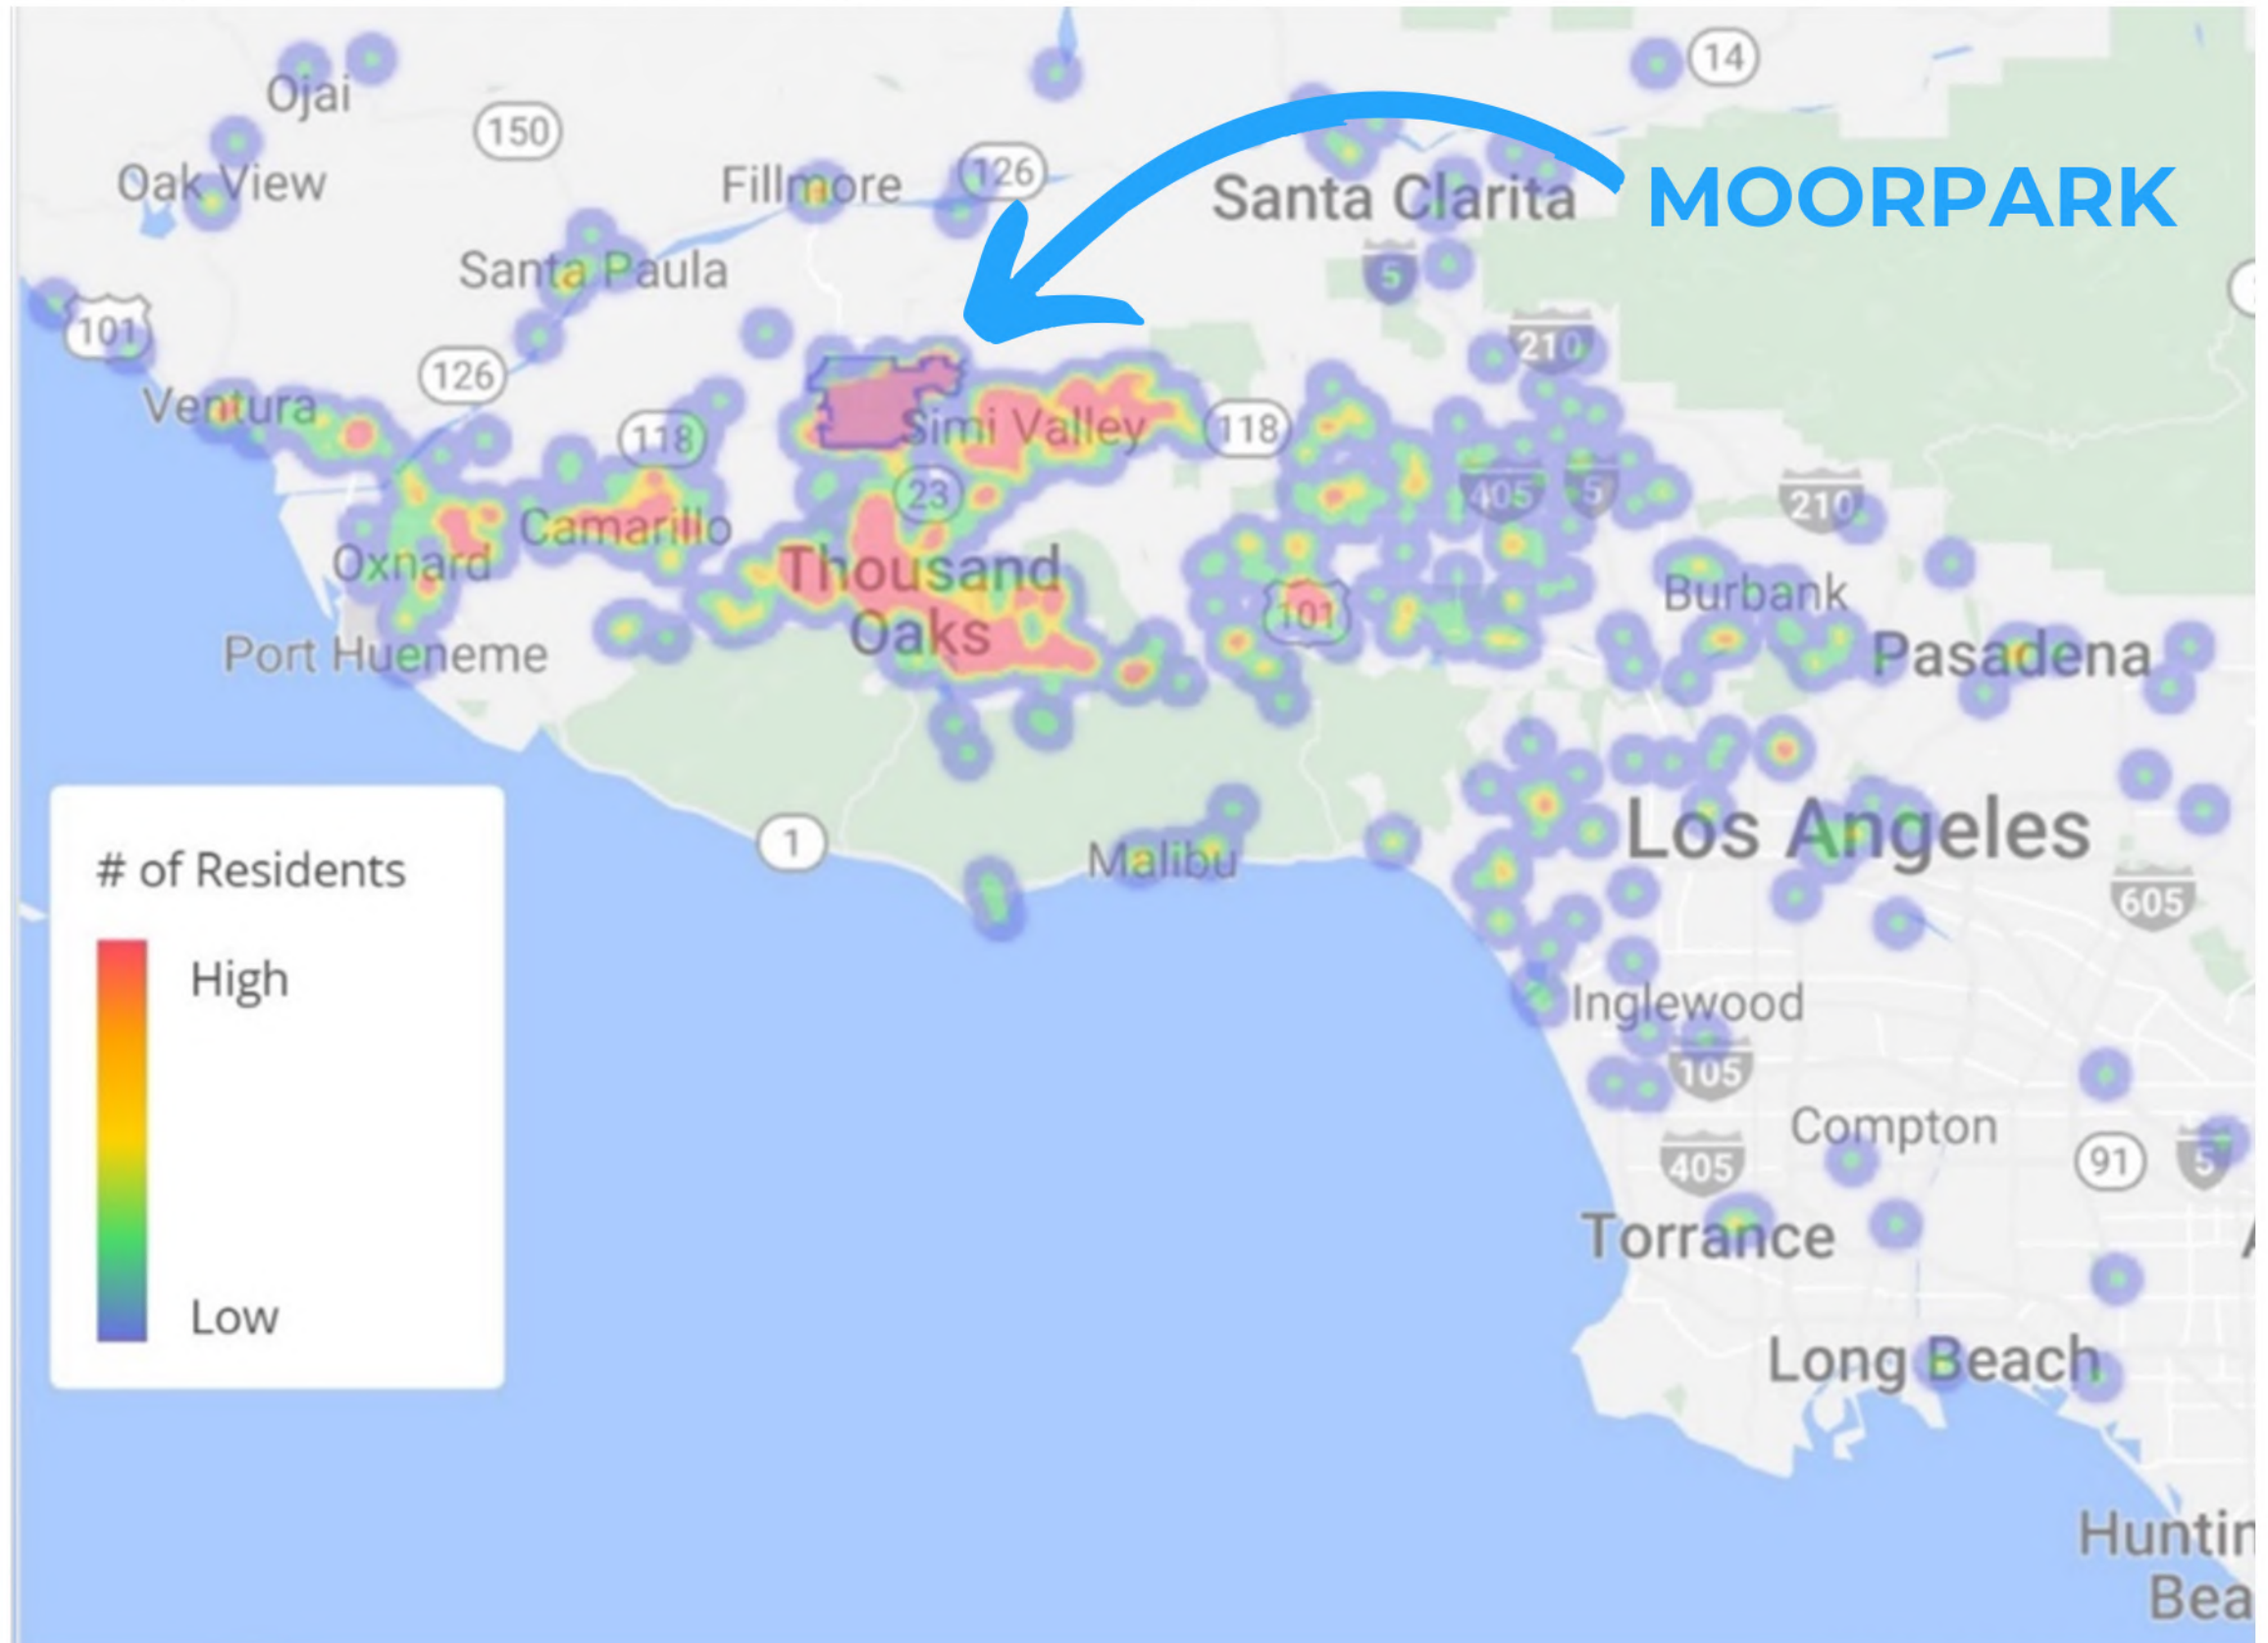 14
Ojai
150
MOORPARK
Oak View
Fillmore
126
Santa Clarita
Santa Paula
5
101
210
126
Ventura
118
Simi Valley
118
23
405
5
210
Camarillo
Oxnard
Thousand
Oaks
101
Burbank
Port Hueneme
Pasadena
1
Malibu
Los Angeles
605
# of Residents
High
Low
Inglewood
105
Compton
405
91
5
Torrance
Long Beach
Huntin
Bea